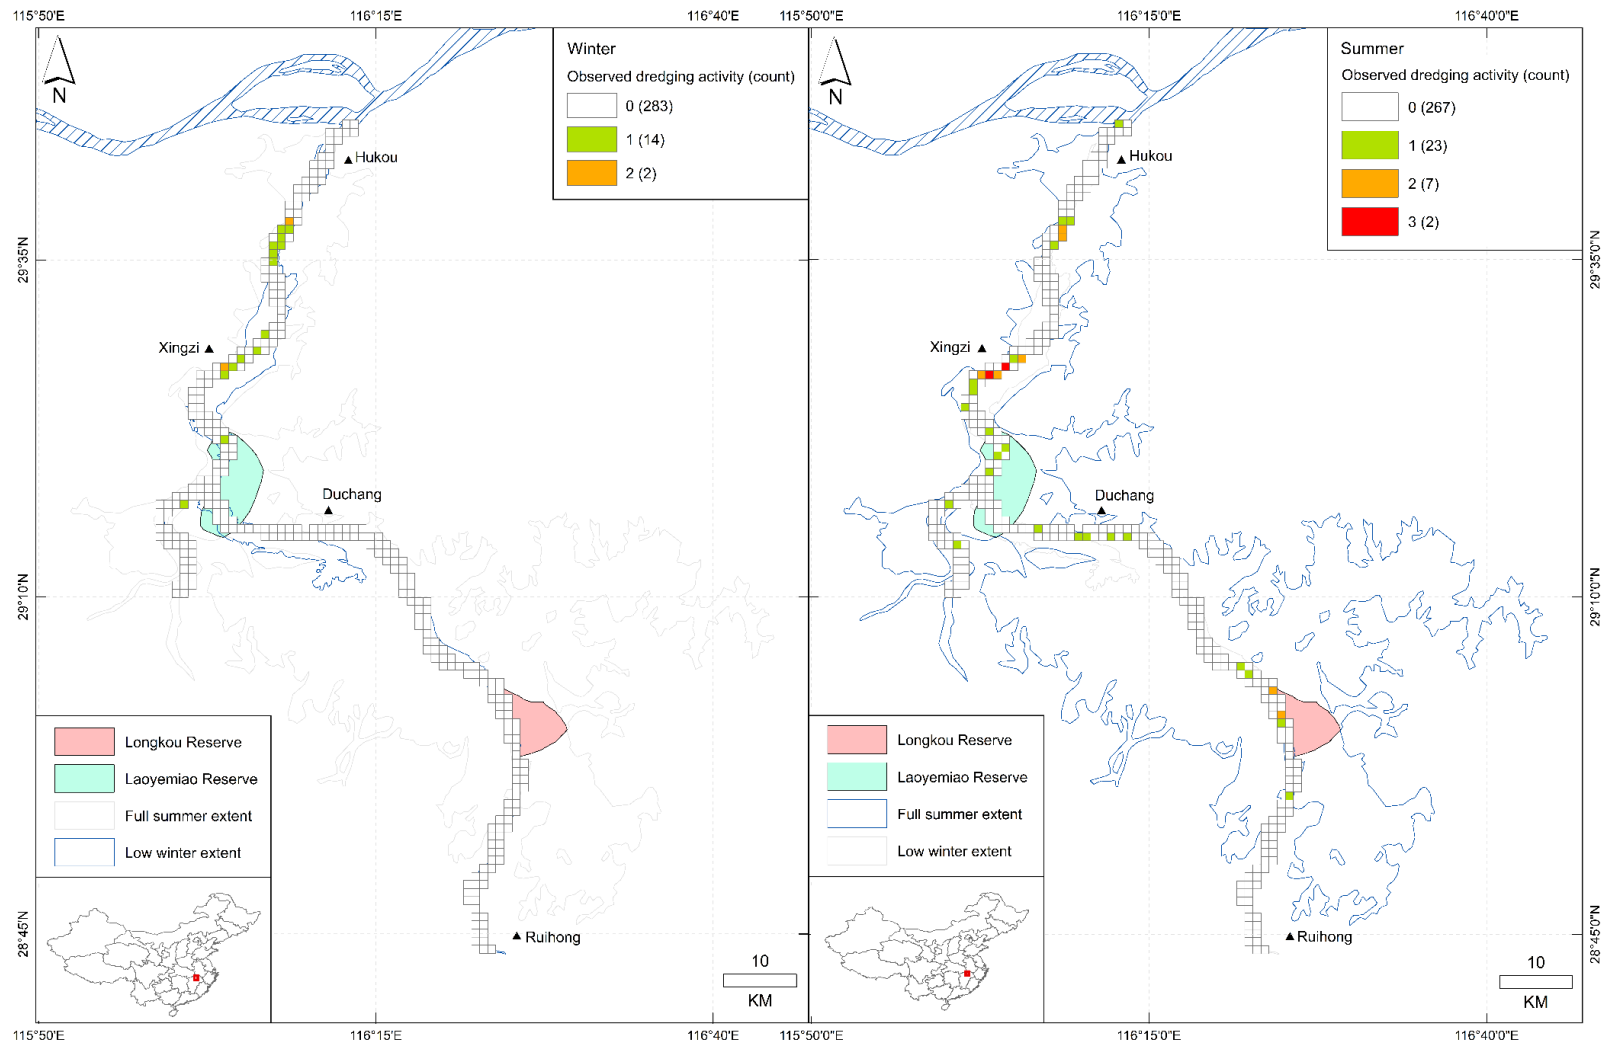 115°50'E 116°15'E 116°40'E 115°50'0"E 116°15'0"E 116°40'0"E
N
Winter
Observed dredging activity (count)
0 (283)
1 (14)
2 (2)
Hukou
Xingzi
Duchang
Ruihong
29°35'N
29°10'N
28°45'N
Longkou Reserve
Laoyemiao Reserve
Full summer extent
Low winter extent
10
KM
N
Summer
Observed dredging activity (count)
0 (267)
1 (23)
2 (7)
3 (2)
Hukou
Xingzi
Duchang
Ruihong
29°35'0"N
29°10'0"N
28°45'0"N
Longkou Reserve
Laoyemiao Reserve
Full summer extent
Low winter extent
10
KM
115°50'E 116°15'E 116°40'E 115°50'0"E 116°15'0"E 116°40'0"E